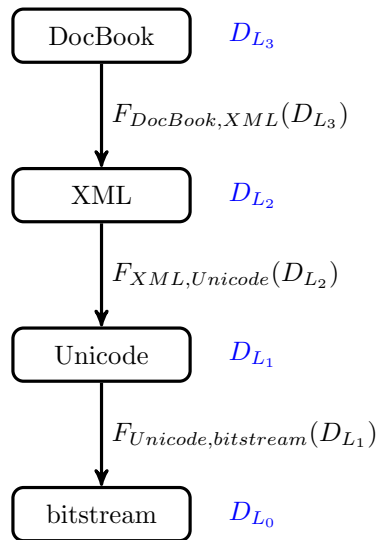 DocBook D_{L_3}
F_{DocBook,XML}(D_{L_3})
XML D_{L_2}
F_{XML,Unicode}(D_{L_2})
Unicode D_{L_1}
F_{Unicode,bitstream}(D_{L_1})
bitstream D_{L_0}